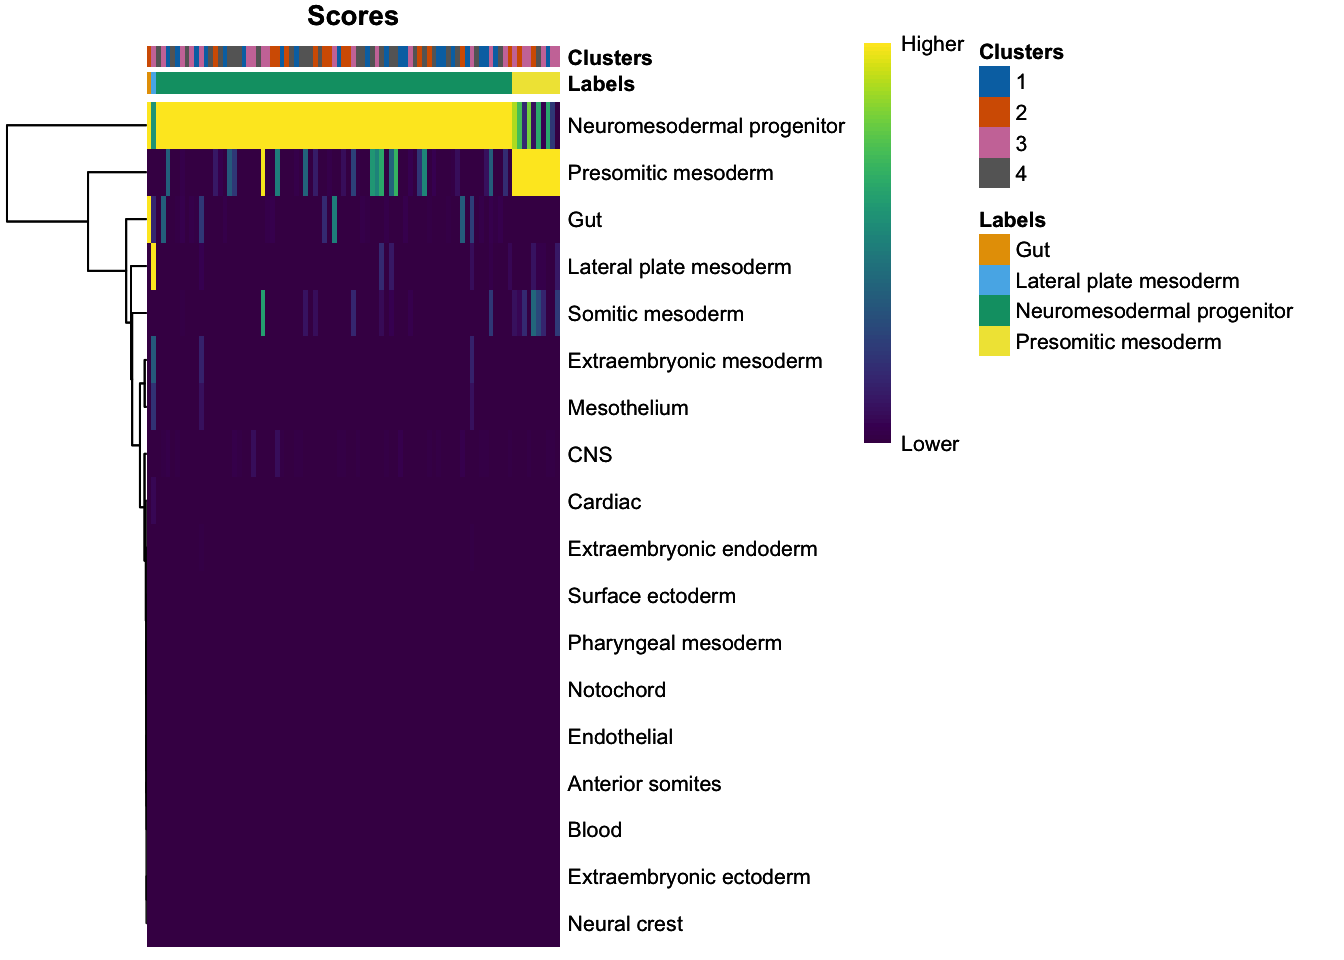 Scores
Clusters
Labels
Neuromesodermal progenitor
Presomitic mesoderm
Gut
Lateral plate mesoderm
Somitic mesoderm
Extraembryonic mesoderm
Mesothelium
CNS
Cardiac
Extraembryonic endoderm
Surface ectoderm
Pharyngeal mesoderm
Notochord
Endothelial
Anterior somites
Blood
Extraembryonic ectoderm
Neural crest
Higher
Lower
Clusters
1
2
3
4
Labels
Gut
Lateral plate mesoderm
Neuromesodermal progenitor
Presomitic mesoderm